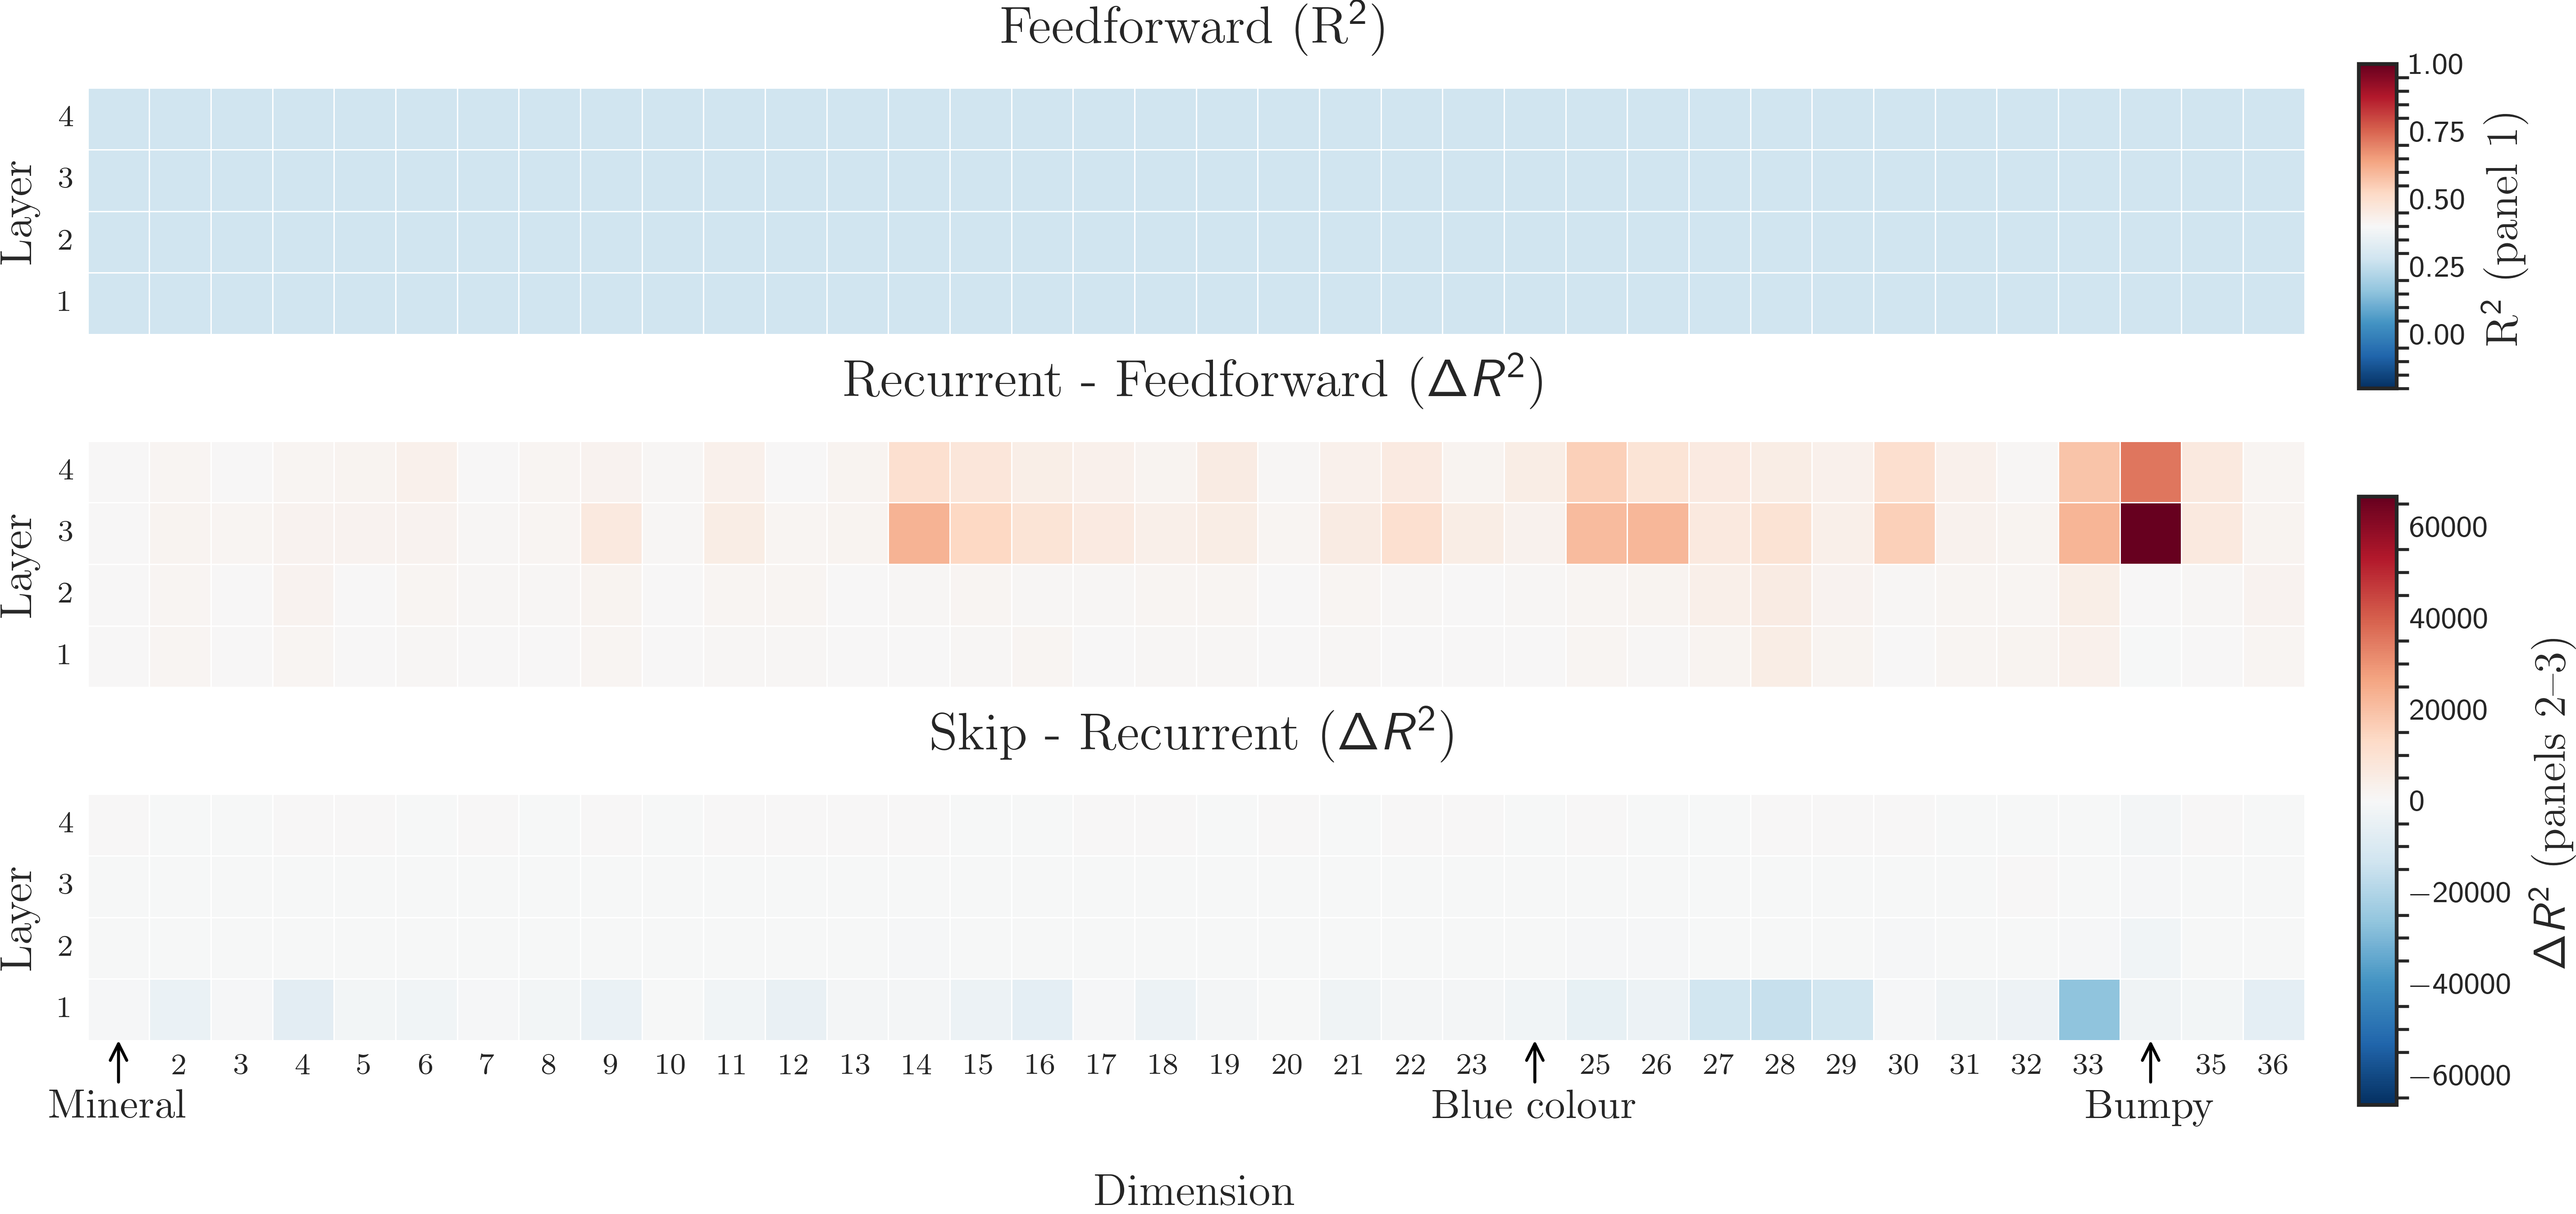 Feedforward (R²)
4
3
2
1
Layer
1.00
0.75
0.50
0.25
0.00
R² (panel 1)
Recurrent - Feedforward (ΔR²)
4
3
2
1
Layer
Skip - Recurrent (ΔR²)
4
3
2
1
Layer
60000
40000
20000
0
−20000
−40000
−60000
ΔR² (panels 2–3)
2 3 4 5 6 7 8 9 10 11 12 13 14 15 16 17 18 19 20 21 22 23 25 26 27 28 29 30 31 32 33 35 36
Mineral Blue colour Bumpy
Dimension